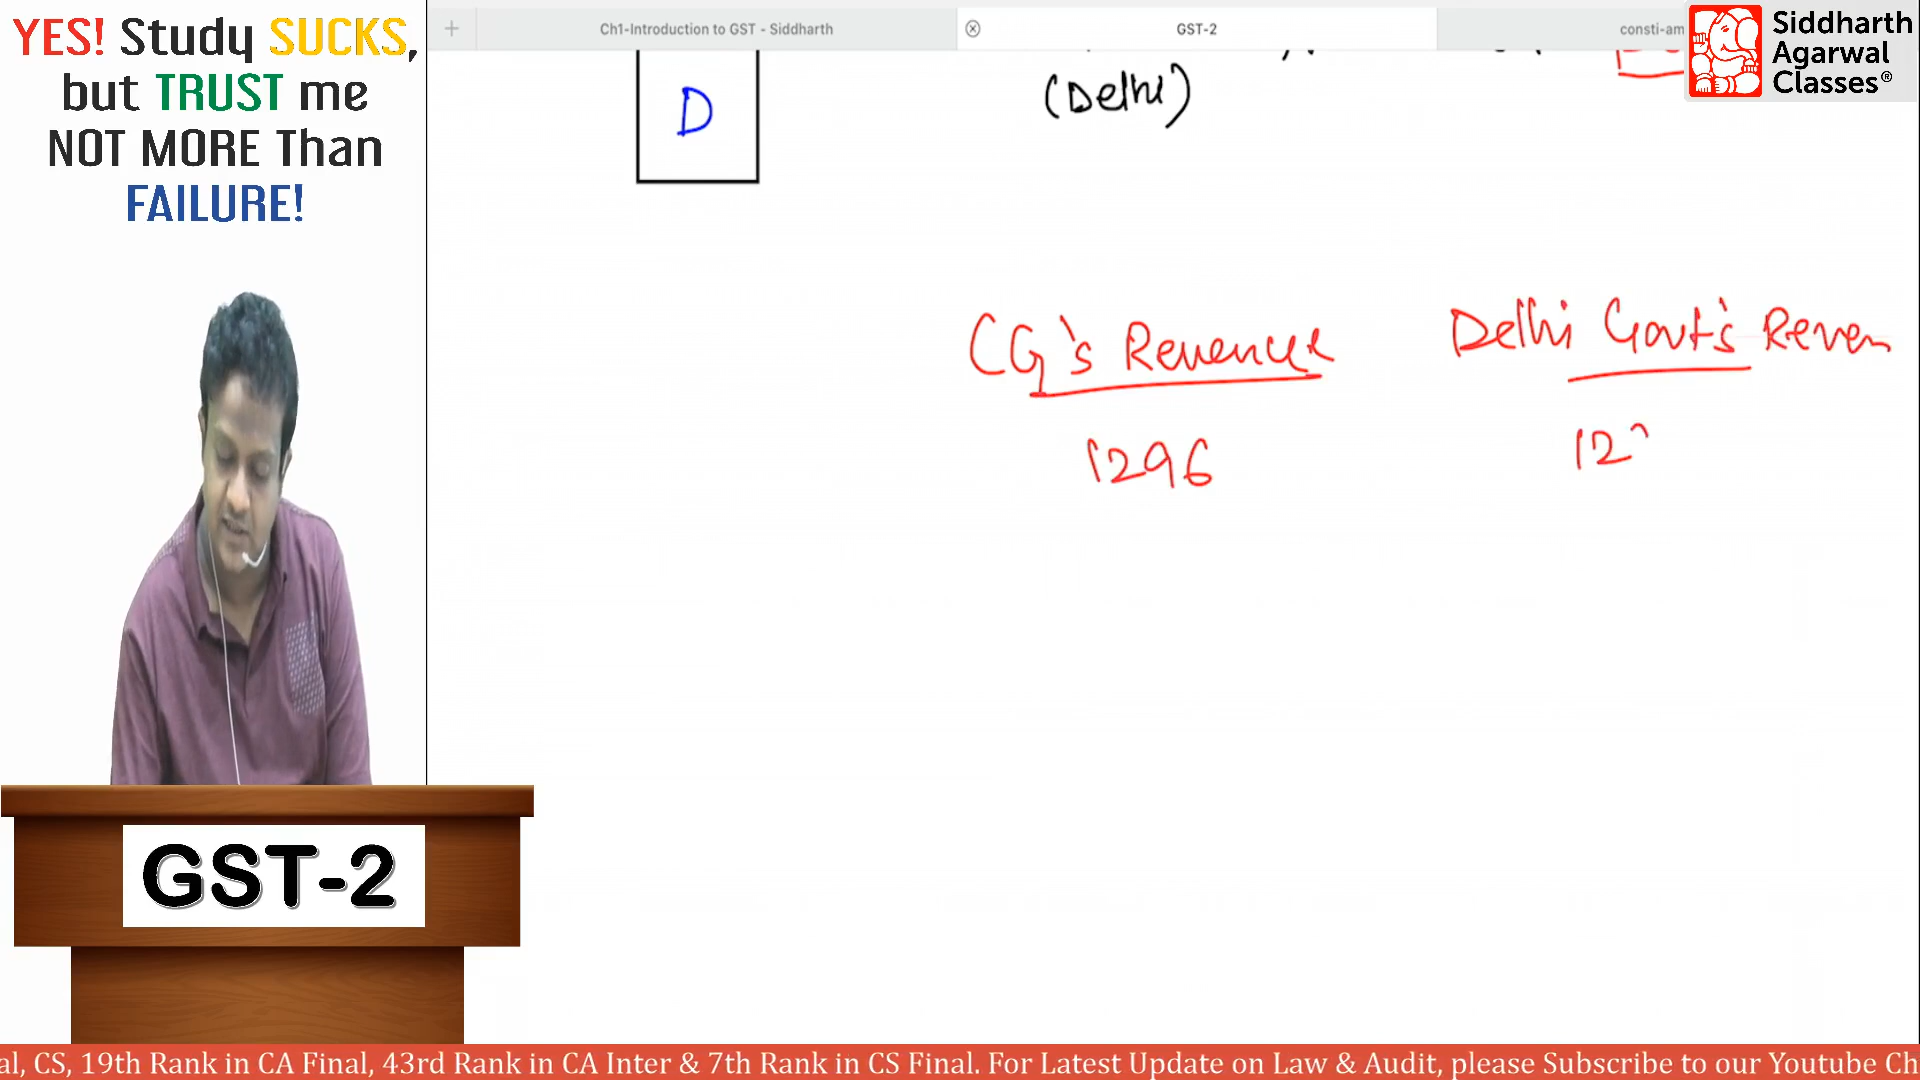 YES! Study SUCKS,
but TRUST me
NOT MORE Than
FAILURE!
Ch1-Introduction to GST - Siddharth
GST-2
consti-am
Siddharth
Agarwal
Classes®
D
(Delhi)
CG's Revenue
Delhi Govt's Reven
1296
12
GST-2
al, CS, 19th Rank in CA Final, 43rd Rank in CA Inter & 7th Rank in CS Final. For Latest Update on Law & Audit, please Subscribe to our Youtube Ch